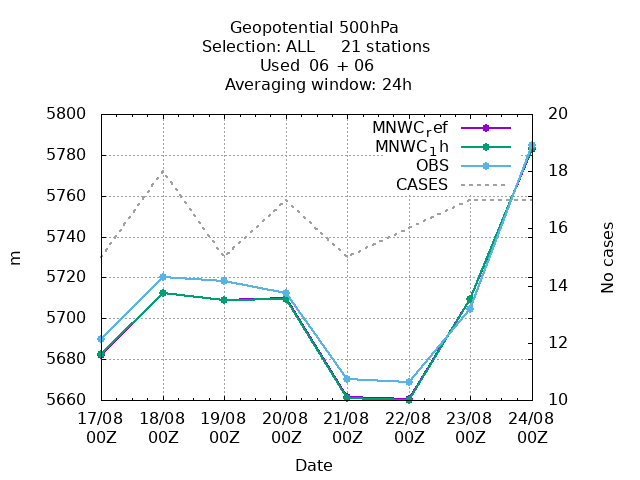 Geopotential 500hPa
Selection: ALL     21 stations
Used  06 + 06
Averaging window: 24h
MNWC_ref
MNWC_1h
OBS
CASES
5800
5780
5760
5740
5720
5700
5680
5660
m
20
18
16
14
12
10
No cases
17/08 18/08 19/08 20/08 21/08 22/08 23/08 24/08
00Z 00Z 00Z 00Z 00Z 00Z 00Z 00Z
Date